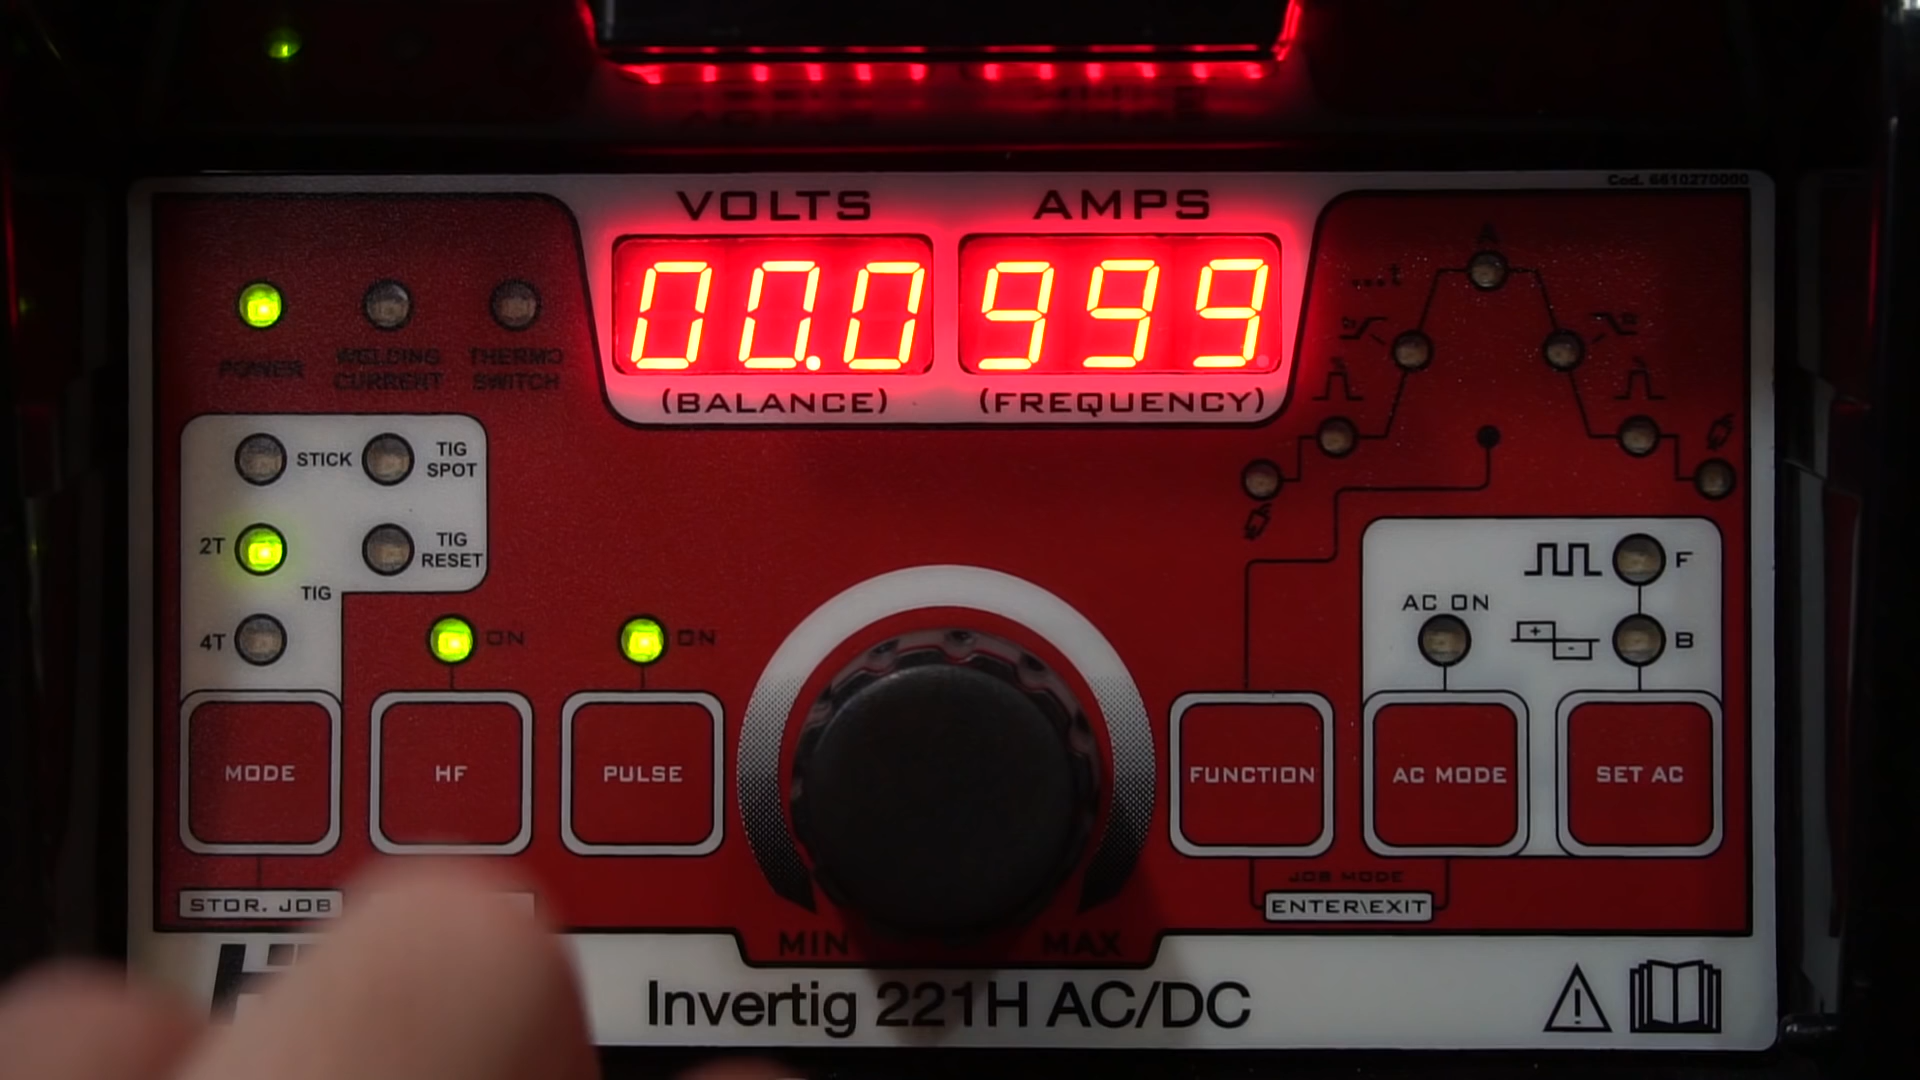 Cod. 6610270000
VOLTS AMPS
00.0 999
(BALANCE) (FREQUENCY)
A
POWER
WELDING
CURRENT
THERMO
SWITCH
STICK
TIG
SPOT
2T
TIG
RESET
TIG
4T
ON
ON
AC ON
F
B
MODE
HF
PULSE
FUNCTION
AC MODE
SET AC
STOR. JOB
JOB MODE
ENTER\EXIT
MIN
MAX
Invertig 221H AC/DC